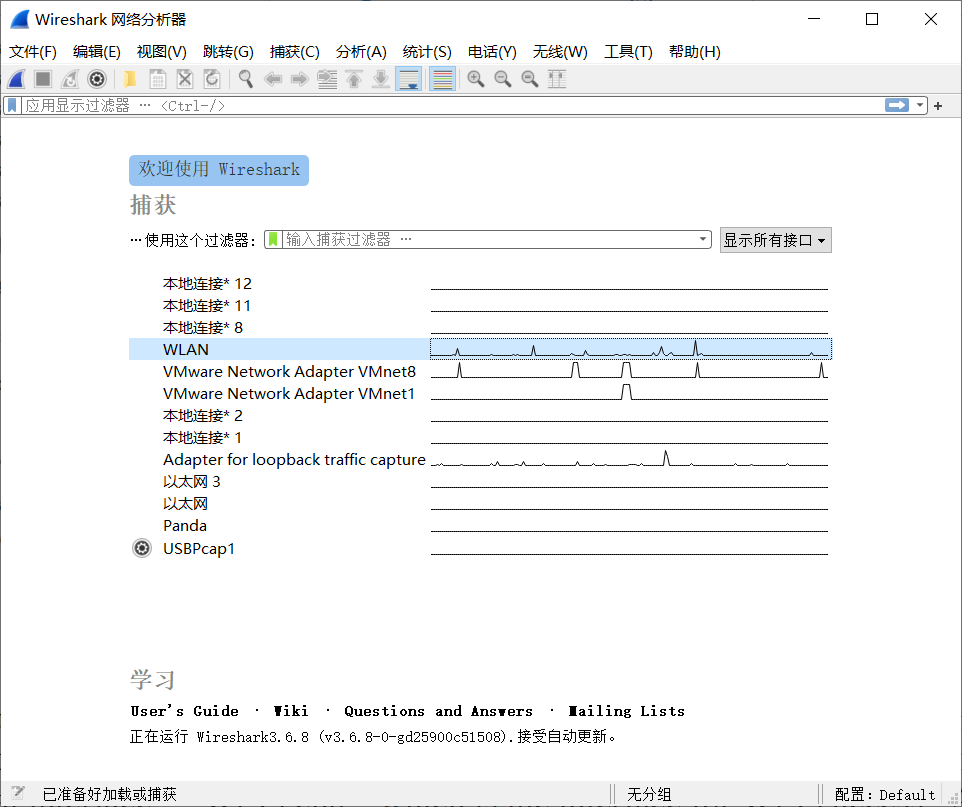 Wireshark 网络分析器
文件(F) 编辑(E) 视图(V) 跳转(G) 捕获(C) 分析(A) 统计(S) 电话(Y) 无线(W) 工具(T) 帮助(H)
应用显示过滤器 … <Ctrl-/>
欢迎使用 Wireshark
捕获
…使用这个过滤器： 输入捕获过滤器 … 显示所有接口
本地连接* 12
本地连接* 11
本地连接* 8
WLAN
VMware Network Adapter VMnet8
VMware Network Adapter VMnet1
本地连接* 2
本地连接* 1
Adapter for loopback traffic capture
以太网 3
以太网
Panda
USBPcap1
学习
User's Guide · Wiki · Questions and Answers · Mailing Lists
正在运行 Wireshark3.6.8 (v3.6.8-0-gd25900c51508).接受自动更新。
已准备好加载或捕获 无分组 配置：Default